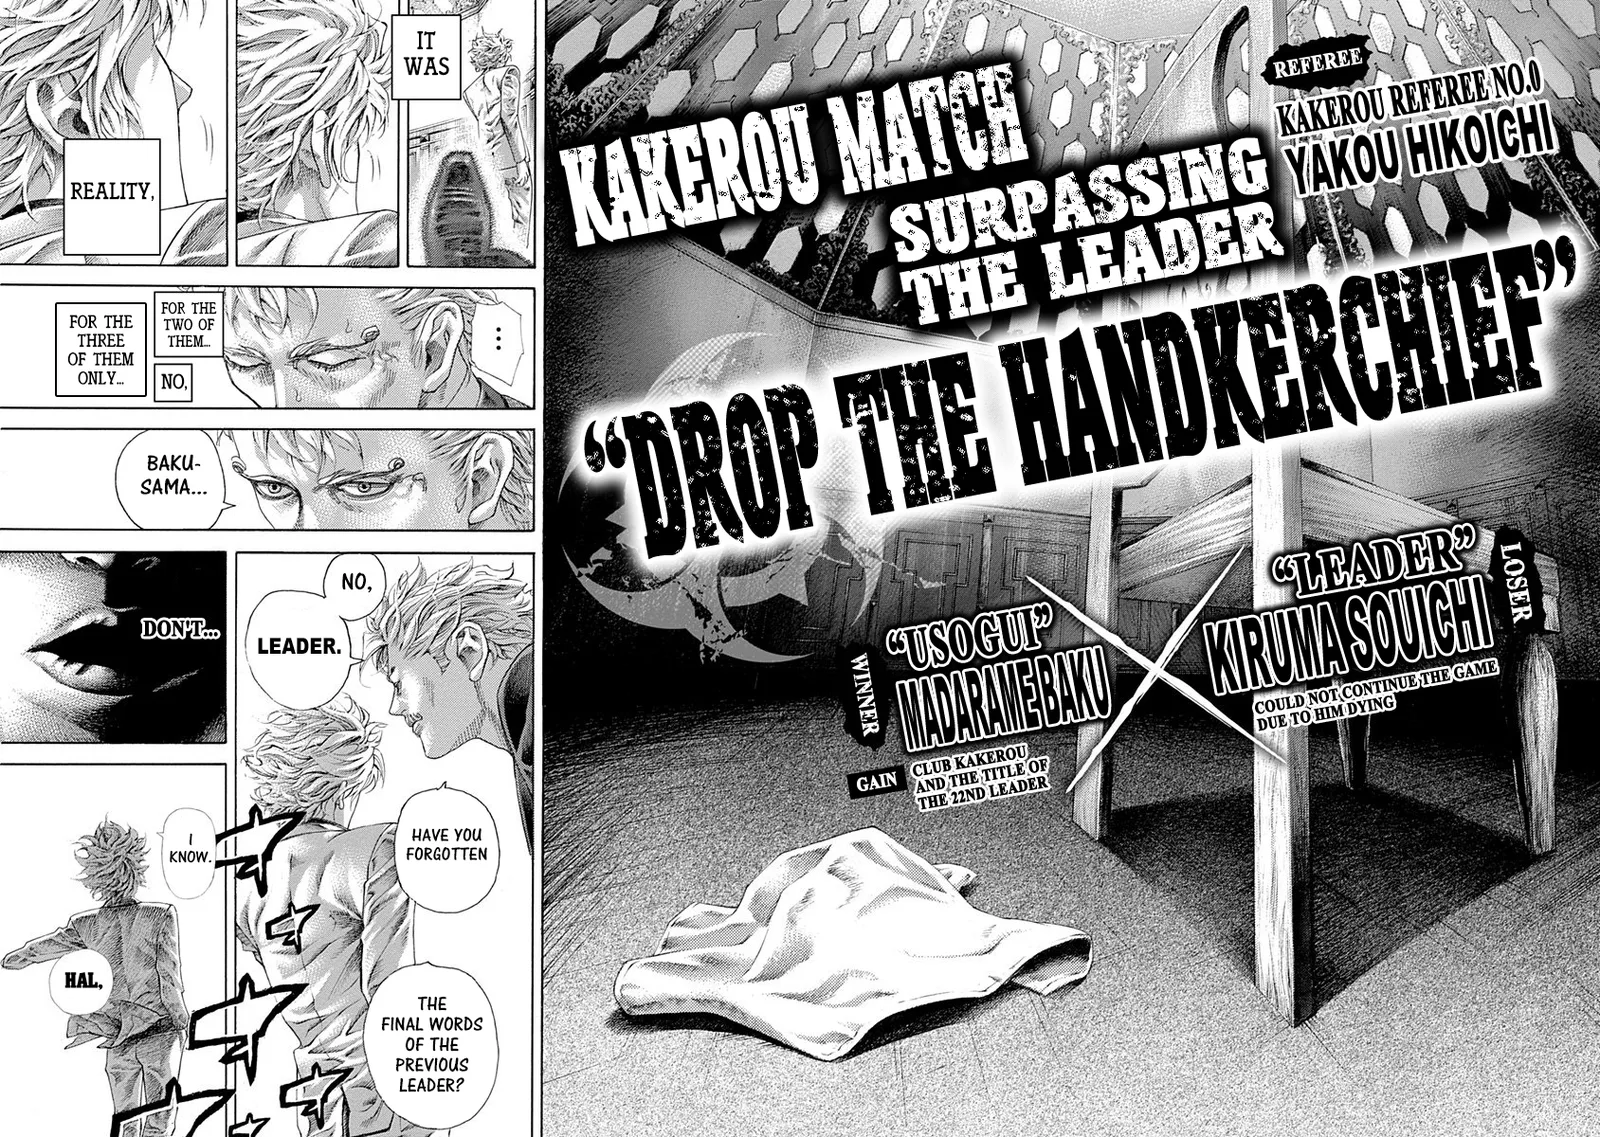 REFEREE
KAKEROU REFEREE NO.0
YAKOU HIKOICHI
KAKEROU MATCH
SURPASSING
THE LEADER
“DROP THE HANDKERCHIEF”
“LEADER”
KIRUMA SOUICHI
LOSER
COULD NOT CONTINUE THE GAME
DUE TO HIM DYING
“USOGUI”
MADARAME BAKU
WINNER
GAIN
CLUB KAKEROU
AND THE TITLE OF
THE 22ND LEADER
IT
WAS
REALITY,
...
FOR THE
TWO OF
THEM...
NO,
FOR THE
THREE
OF THEM
ONLY...
BAKU-
SAMA...
NO,
LEADER.
HAVE YOU
FORGOTTEN
THE
FINAL WORDS
OF THE
PREVIOUS
LEADER?
DON'T...
I
KNOW.
HAL,